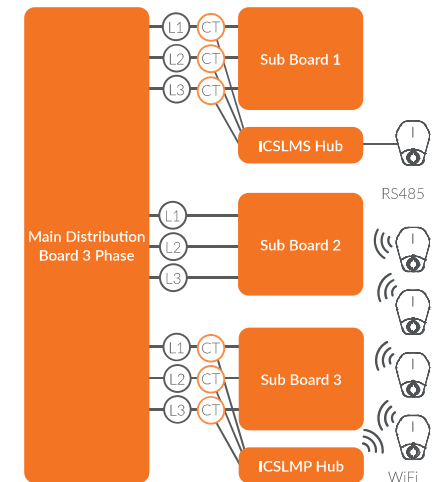 L1 CT
L2 CT
L3 CT
Sub Board 1
ICSLMS Hub
RS485
Main Distribution
Board 3 Phase
L1
L2
L3
Sub Board 2
L1 CT
L2 CT
L3 CT
Sub Board 3
ICSLMP Hub
WiFi